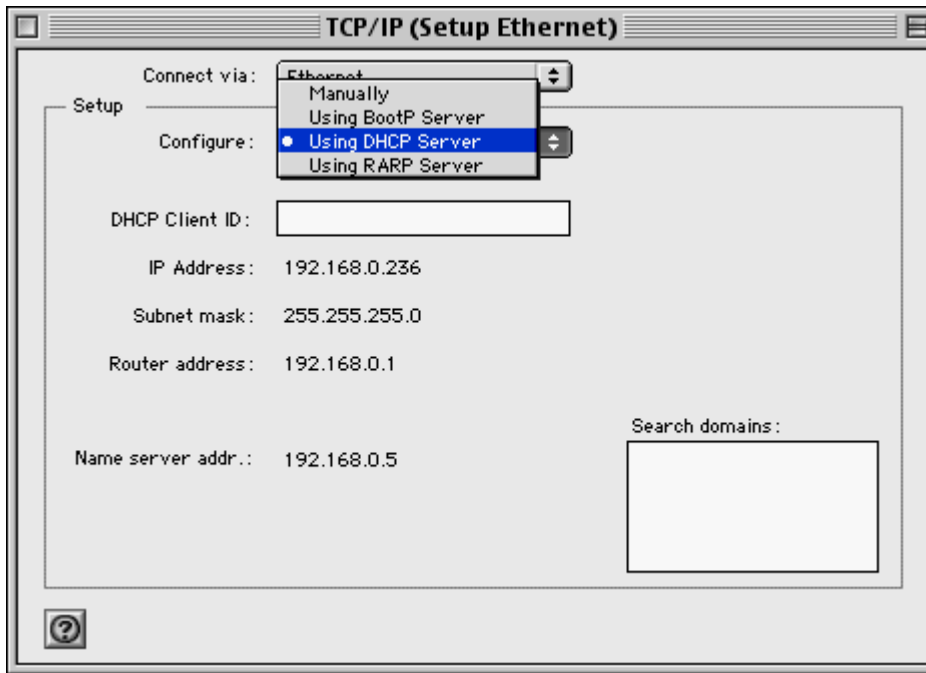 TCP/IP (Setup Ethernet)
Connect via: Ethernet
Setup
Configure:
Manually
Using BootP Server
Using DHCP Server
Using RARP Server
DHCP Client ID:
IP Address: 192.168.0.236
Subnet mask: 255.255.255.0
Router address: 192.168.0.1
Search domains:
Name server addr.: 192.168.0.5
?